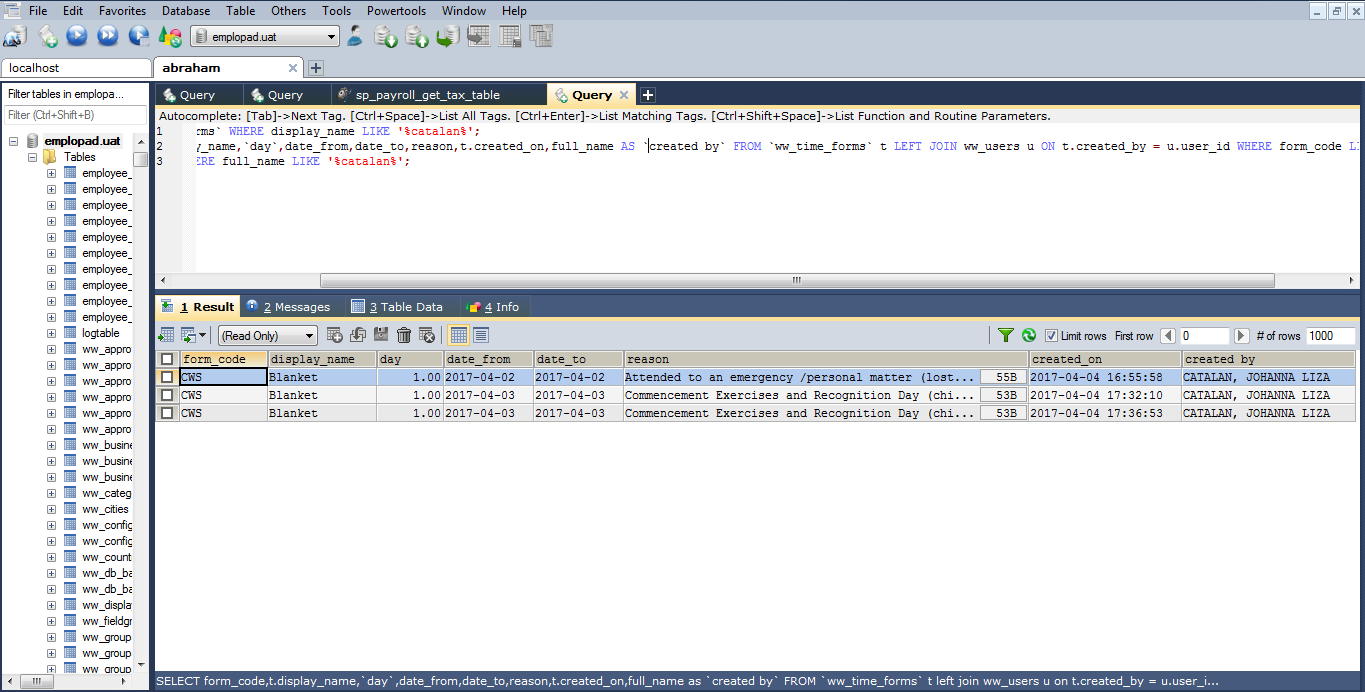 File Edit Favorites Database Table Others Tools Powertools Window Help
emplopad.uat
localhost abraham
Filter tables in emplopa...
Filter (Ctrl+Shift+B)
emplopad.uat
Tables
employee_
employee_
employee_
employee_
employee_
employee_
employee_
employee_
employee_
employee_
logtable
ww_appro
ww_appro
ww_appro
ww_appro
ww_appro
ww_appro
ww_busine
ww_busine
ww_busine
ww_categ
ww_cities
ww_config
ww_config
ww_count
ww_db_ba
ww_db_ba
ww_displa
ww_fieldgr
ww_group
ww_group
ww_group
Query Query sp_payroll_get_tax_table Query
Autocomplete: [Tab]->Next Tag. [Ctrl+Space]->List All Tags. [Ctrl+Enter]->List Matching Tags. [Ctrl+Shift+Space]->List Function and Routine Parameters.
1 rms` WHERE display_name LIKE '%catalan%';
2 y_name,`day`,date_from,date_to,reason,t.created_on,full_name AS `created by` FROM `ww_time_forms` t LEFT JOIN ww_users u ON t.created_by = u.user_id WHERE form_code LI
3 ERE full_name LIKE '%catalan%';
1 Result 2 Messages 3 Table Data 4 Info
(Read Only) Limit rows First row 0 # of rows 1000
form_code display_name day date_from date_to reason created_on created by
CWS Blanket 1.00 2017-04-02 2017-04-02 Attended to an emergency /personal matter (lost... 55B 2017-04-04 16:55:58 CATALAN, JOHANNA LIZA
CWS Blanket 1.00 2017-04-03 2017-04-03 Commencement Exercises and Recognition Day (chi... 53B 2017-04-04 17:32:10 CATALAN, JOHANNA LIZA
CWS Blanket 1.00 2017-04-03 2017-04-03 Commencement Exercises and Recognition Day (chi... 53B 2017-04-04 17:36:53 CATALAN, JOHANNA LIZA
SELECT form_code,t.display_name,`day`,date_from,date_to,reason,t.created_on,full_name as `created by` FROM `ww_time_forms` t left join ww_users u on t.created_by = u.user_i...